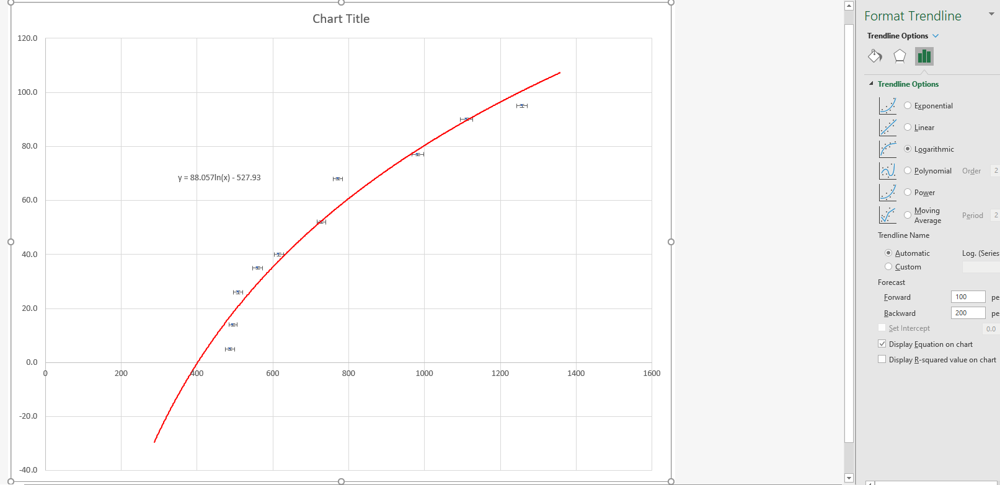 Chart Title
120.0
100.0
80.0
60.0
40.0
20.0
0.0
-20.0
-40.0
0 200 400 600 800 1000 1200 1400 1600
y = 88.057ln(x) - 527.93
Format Trendline
Trendline Options
Trendline Options
Exponential
Linear
Logarithmic
Polynomial Order 2
Power
Moving
Average Period 2
Trendline Name
Automatic Log. (Series
Custom
Forecast
Forward 100 pe
Backward 200 pe
Set Intercept 0.0
Display Equation on chart
Display R-squared value on chart